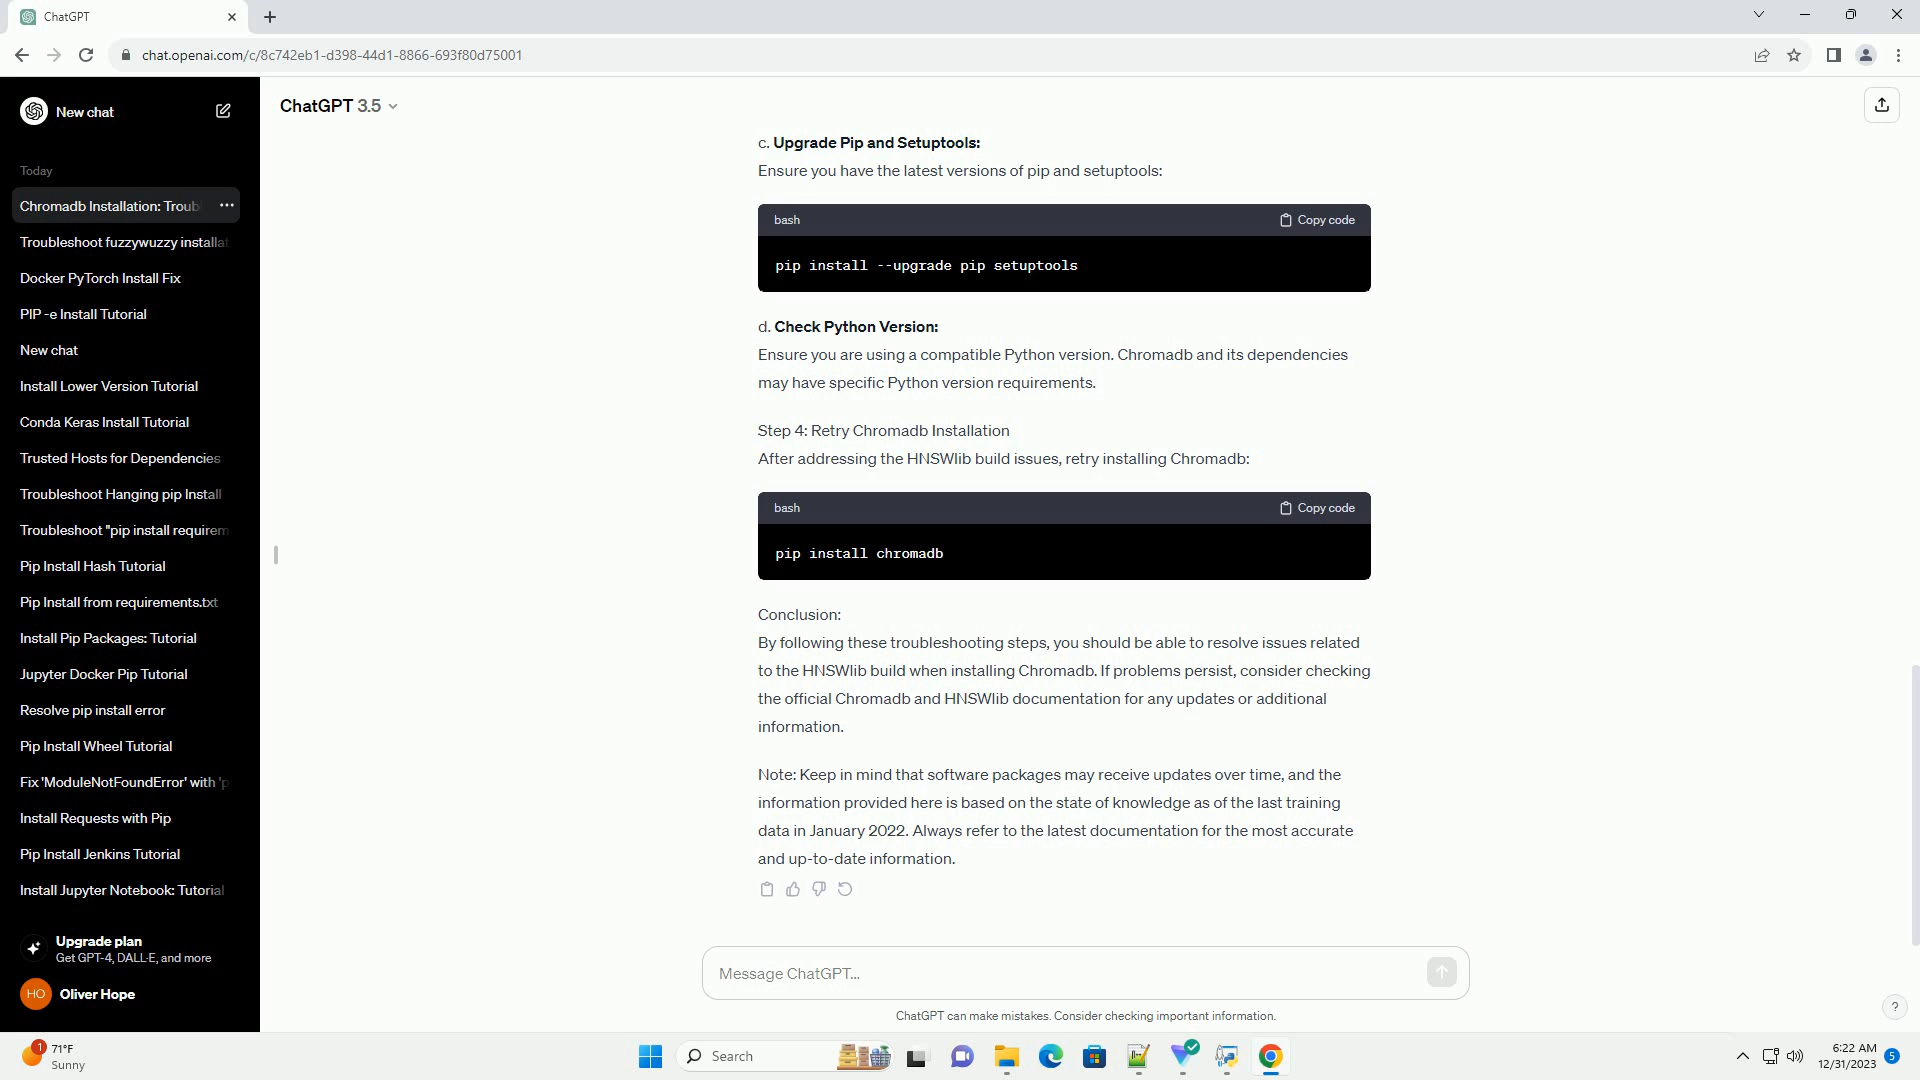 ChatGPT
chat.openai.com/c/8c742eb1-d398-44d1-8866-693f80d75001
New chat
Today
Chromadb Installation: Troub
Troubleshoot fuzzywuzzy installat
Docker PyTorch Install Fix
PIP -e Install Tutorial
New chat
Install Lower Version Tutorial
Conda Keras Install Tutorial
Trusted Hosts for Dependencies
Troubleshoot Hanging pip Install
Troubleshoot "pip install requirem
Pip Install Hash Tutorial
Pip Install from requirements.txt
Install Pip Packages: Tutorial
Jupyter Docker Pip Tutorial
Resolve pip install error
Pip Install Wheel Tutorial
Fix 'ModuleNotFoundError' with 'p
Install Requests with Pip
Pip Install Jenkins Tutorial
Install Jupyter Notebook: Tutorial
Upgrade plan
Get GPT-4, DALL·E, and more
HO
Oliver Hope
ChatGPT 3.5
c. Upgrade Pip and Setuptools:
Ensure you have the latest versions of pip and setuptools:
bash
Copy code
pip install --upgrade pip setuptools
d. Check Python Version:
Ensure you are using a compatible Python version. Chromadb and its dependencies
may have specific Python version requirements.
Step 4: Retry Chromadb Installation
After addressing the HNSWlib build issues, retry installing Chromadb:
bash
Copy code
pip install chromadb
Conclusion:
By following these troubleshooting steps, you should be able to resolve issues related
to the HNSWlib build when installing Chromadb. If problems persist, consider checking
the official Chromadb and HNSWlib documentation for any updates or additional
information.
Note: Keep in mind that software packages may receive updates over time, and the
information provided here is based on the state of knowledge as of the last training
data in January 2022. Always refer to the latest documentation for the most accurate
and up-to-date information.
Message ChatGPT...
ChatGPT can make mistakes. Consider checking important information.
?
1
71°F
Sunny
Search
6:22 AM
12/31/2023
5